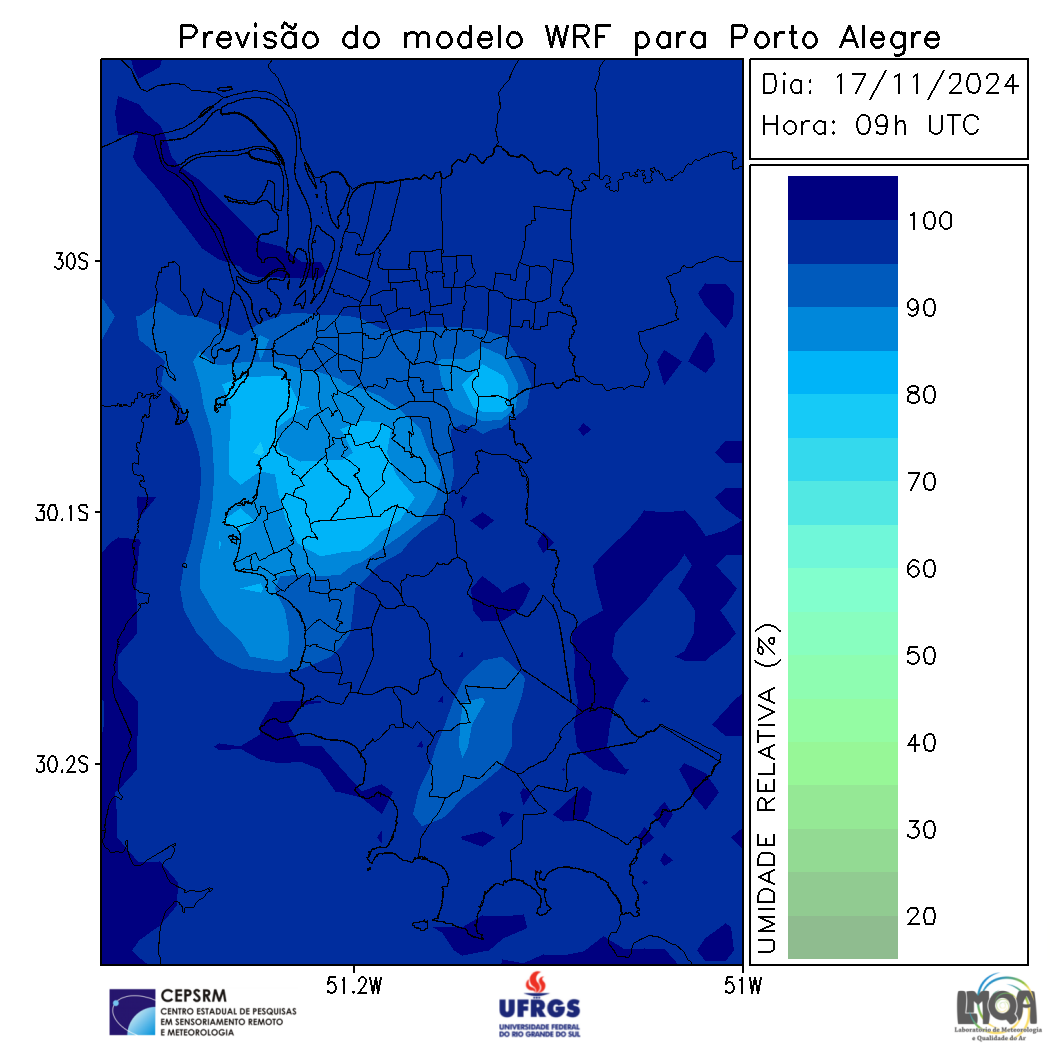 Previsão do modelo WRF para Porto Alegre
Dia: 17/11/2024
Hora: 09h UTC
30S
30.1S
30.2S
51.2W
51W
UMIDADE RELATIVA (%)
100
90
80
70
60
50
40
30
20
CEPSRM
CENTRO ESTADUAL DE PESQUISAS
EM SENSORIAMENTO REMOTO
E METEOROLOGIA
UFRGS
UNIVERSIDADE FEDERAL
DO RIO GRANDE DO SUL
LMQA
Laboratório de Meteorologia
e Qualidade do Ar